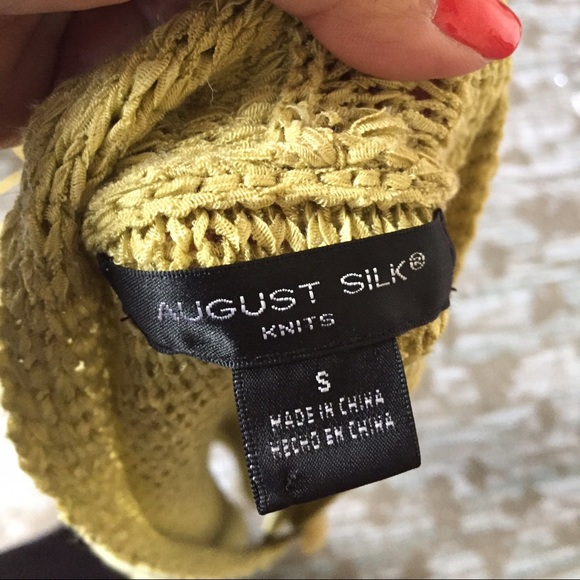 AUGUST SILK®
KNITS
S
MADE IN CHINA
HECHO EN CHINA